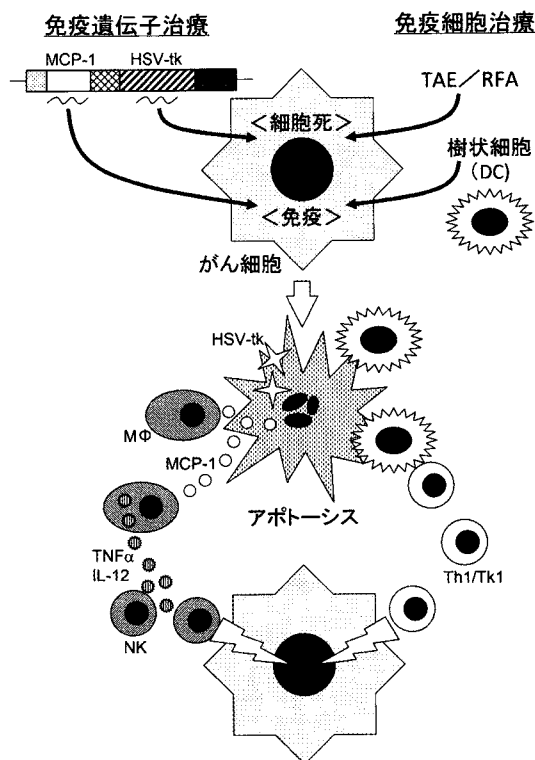 免疫遺伝子治療
免疫細胞治療
MCP-1
HSV-tk
TAE／RFA
＜細胞死＞
樹状細胞
（DC)
＜免疫＞
がん細胞
HSV-tk
MΦ
MCP-1
アポトーシス
TNFα
IL-12
Th1/Tk1
NK